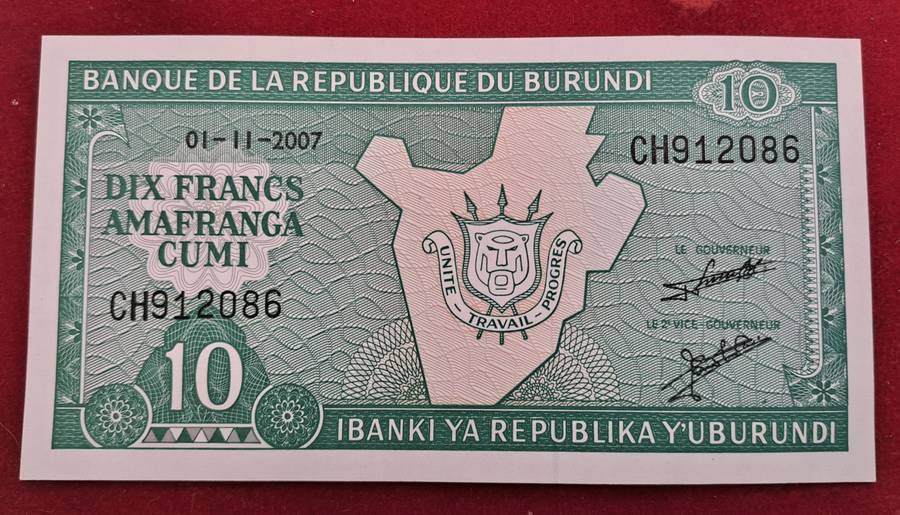 BANQUE DE LA REPUBLIQUE DU BURUNDI
10
01-11-2007
CH912086
DIX FRANCS
AMAFRANGA
CUMI
CH912086
UNITE - TRAVAIL - PROGRES
LE GOUVERNEUR
LE 2e VICE-GOUVERNEUR
10
IBANKI YA REPUBLIKA Y'UBURUNDI